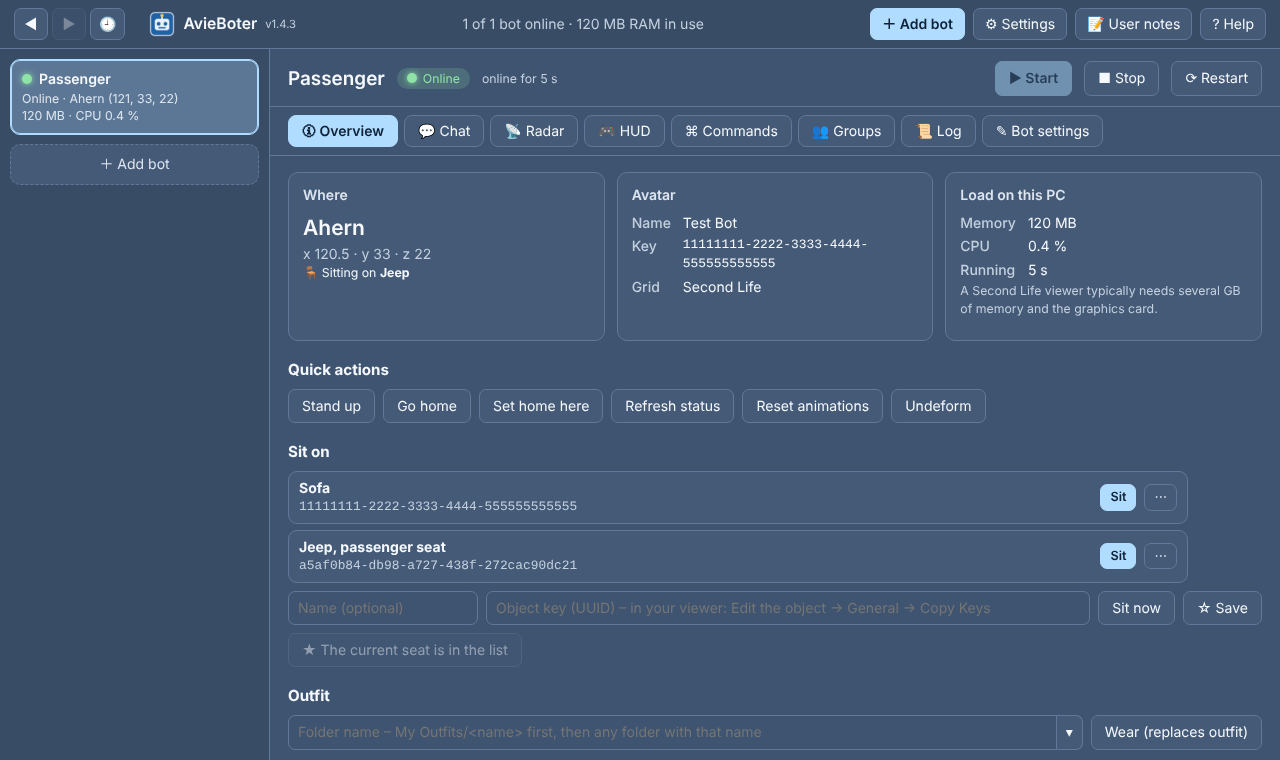 ◀ ▶ 🕘 AvieBoter v1.4.3 1 of 1 bot online · 120 MB RAM in use + Add bot ⚙ Settings 📝 User notes ? Help
Passenger
Online · Ahern (121, 33, 22)
120 MB · CPU 0.4 %
+ Add bot
Passenger Online online for 5 s ▶ Start ■ Stop ⟳ Restart
🛈 Overview 💬 Chat 📡 Radar 🎮 HUD ⌘ Commands 👥 Groups 📜 Log ✎ Bot settings
Where
Ahern
x 120.5 · y 33 · z 22
🪑 Sitting on Jeep
Avatar
Name Test Bot
Key 11111111-2222-3333-4444-
555555555555
Grid Second Life
Load on this PC
Memory 120 MB
CPU 0.4 %
Running 5 s
A Second Life viewer typically needs several GB
of memory and the graphics card.
Quick actions
Stand up Go home Set home here Refresh status Reset animations Undeform
Sit on
Sofa
11111111-2222-3333-4444-555555555555
Sit ···
Jeep, passenger seat
a5af0b84-db98-a727-438f-272cac90dc21
Sit ···
Name (optional) Object key (UUID) – in your viewer: Edit the object → General → Copy Keys Sit now ☆ Save
★ The current seat is in the list
Outfit
Folder name – My Outfits/<name> first, then any folder with that name ▾ Wear (replaces outfit)